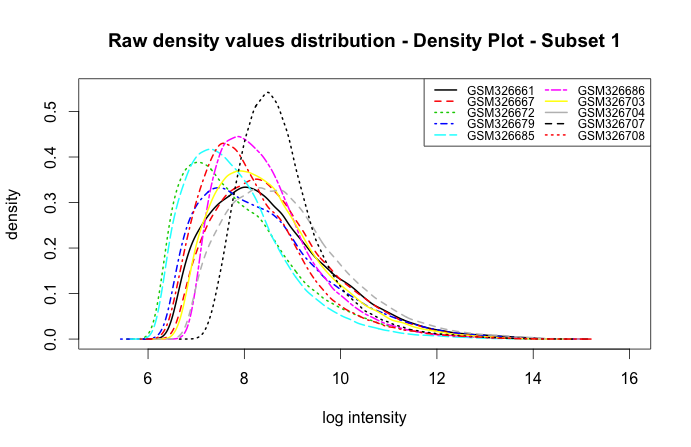 Raw density values distribution - Density Plot - Subset 1
GSM326661 GSM326686
GSM326667 GSM326703
GSM326672 GSM326704
GSM326679 GSM326707
GSM326685 GSM326708
density
0.5
0.4
0.3
0.2
0.1
0.0
6 8 10 12 14 16
log intensity